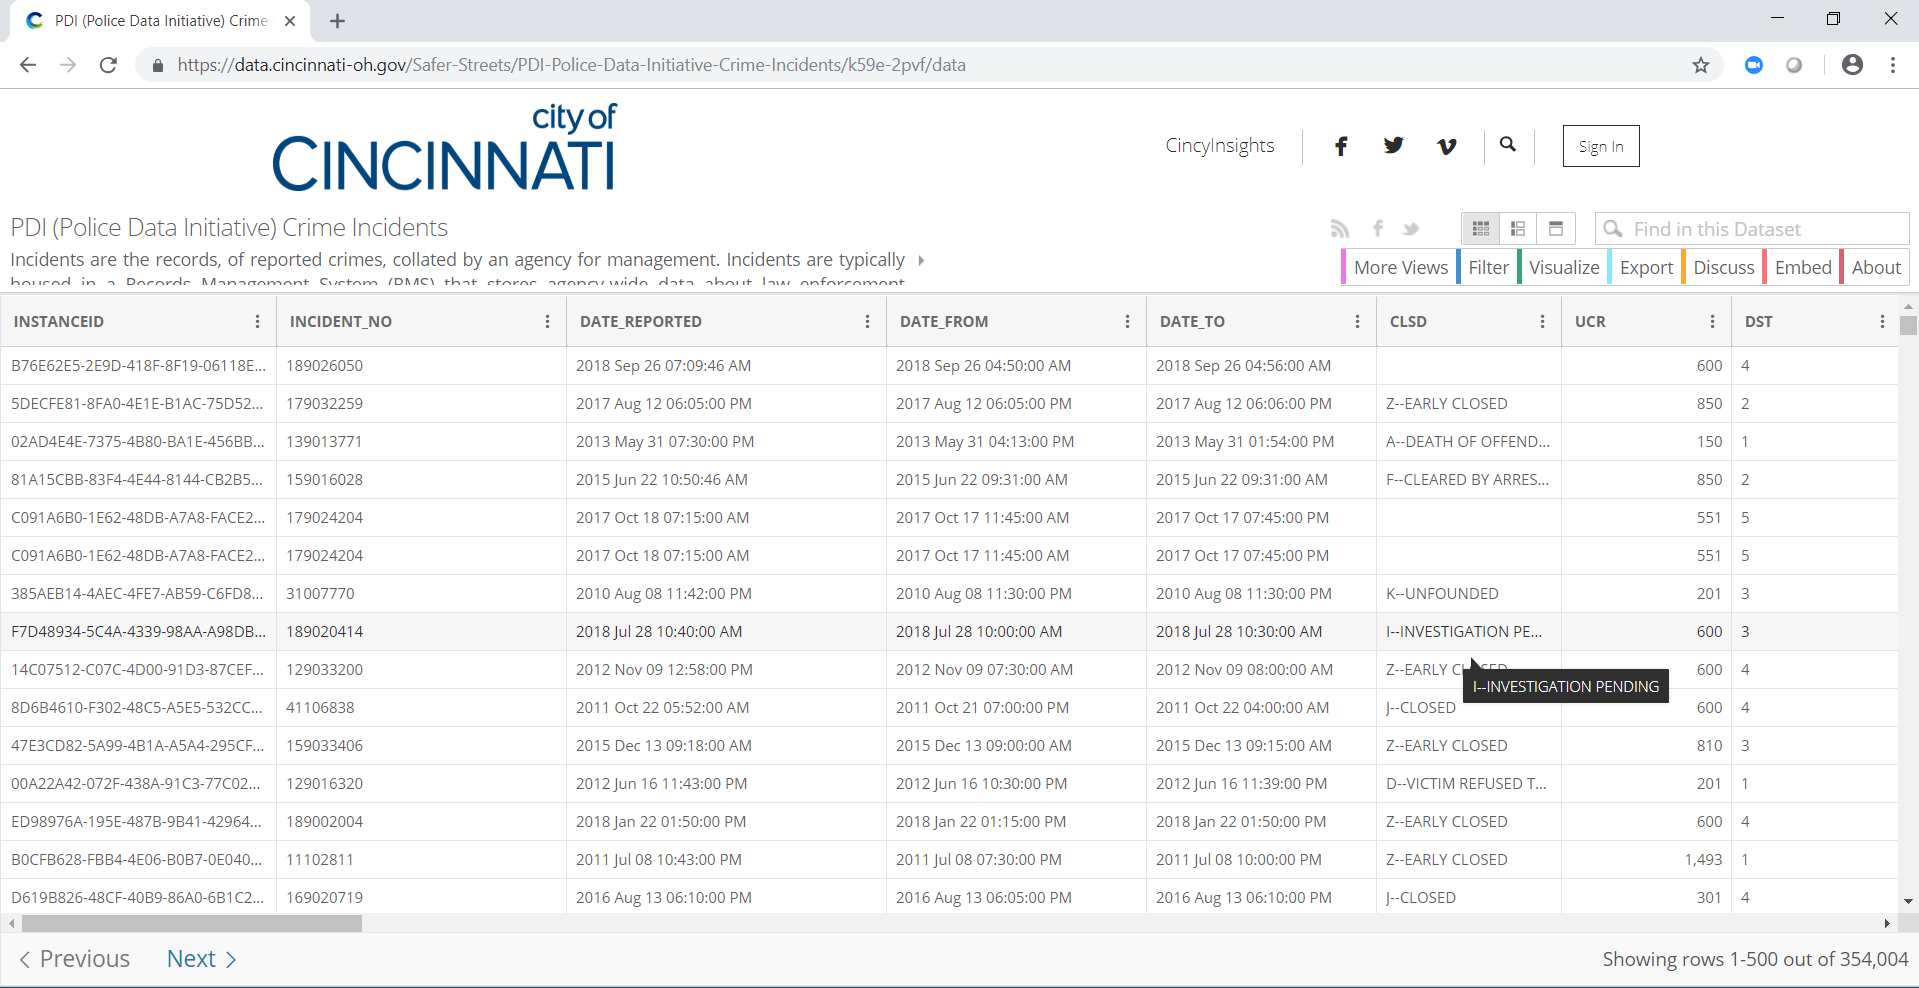 PDI (Police Data Initiative) Crime
https://data.cincinnati-oh.gov/Safer-Streets/PDI-Police-Data-Initiative-Crime-Incidents/k59e-2pvf/data
city of
CINCINNATI
CincyInsights
Sign In
PDI (Police Data Initiative) Crime Incidents
Find in this Dataset
Incidents are the records, of reported crimes, collated by an agency for management. Incidents are typically
housed in a Records Management System (RMS) that stores agency-wide data about law enforcement
More Views Filter Visualize Export Discuss Embed About
INSTANCEID INCIDENT_NO DATE_REPORTED DATE_FROM DATE_TO CLSD UCR DST
B76E62E5-2E9D-418F-8F19-06118E... 189026050 2018 Sep 26 07:09:46 AM 2018 Sep 26 04:50:00 AM 2018 Sep 26 04:56:00 AM 600 4
5DECFE81-8FA0-4E1E-B1AC-75D52... 179032259 2017 Aug 12 06:05:00 PM 2017 Aug 12 06:05:00 PM 2017 Aug 12 06:06:00 PM Z--EARLY CLOSED 850 2
02AD4E4E-7375-4B80-BA1E-456BB... 139013771 2013 May 31 07:30:00 PM 2013 May 31 04:13:00 PM 2013 May 31 01:54:00 PM A--DEATH OF OFFEND... 150 1
81A15CBB-83F4-4E44-8144-CB2B5... 159016028 2015 Jun 22 10:50:46 AM 2015 Jun 22 09:31:00 AM 2015 Jun 22 09:31:00 AM F--CLEARED BY ARRES... 850 2
C091A6B0-1E62-48DB-A7A8-FACE2... 179024204 2017 Oct 18 07:15:00 AM 2017 Oct 17 11:45:00 AM 2017 Oct 17 07:45:00 PM 551 5
C091A6B0-1E62-48DB-A7A8-FACE2... 179024204 2017 Oct 18 07:15:00 AM 2017 Oct 17 11:45:00 AM 2017 Oct 17 07:45:00 PM 551 5
385AEB14-4AEC-4FE7-AB59-C6FD8... 31007770 2010 Aug 08 11:42:00 PM 2010 Aug 08 11:30:00 PM 2010 Aug 08 11:30:00 PM K--UNFOUNDED 201 3
F7D48934-5C4A-4339-98AA-A98DB... 189020414 2018 Jul 28 10:40:00 AM 2018 Jul 28 10:00:00 AM 2018 Jul 28 10:30:00 AM I--INVESTIGATION PE... 600 3
14C07512-C07C-4D00-91D3-87CEF... 129033200 2012 Nov 09 12:58:00 PM 2012 Nov 09 07:30:00 AM 2012 Nov 09 08:00:00 AM Z--EARLY CLOSED 600 4
I--INVESTIGATION PENDING
8D6B4610-F302-48C5-A5E5-532CC... 41106838 2011 Oct 22 05:52:00 AM 2011 Oct 21 07:00:00 PM 2011 Oct 22 04:00:00 AM J--CLOSED 600 4
47E3CD82-5A99-4B1A-A5A4-295CF... 159033406 2015 Dec 13 09:18:00 AM 2015 Dec 13 09:00:00 AM 2015 Dec 13 09:15:00 AM Z--EARLY CLOSED 810 3
00A22A42-072F-438A-91C3-77C02... 129016320 2012 Jun 16 11:43:00 PM 2012 Jun 16 10:30:00 PM 2012 Jun 16 11:39:00 PM D--VICTIM REFUSED T... 201 1
ED98976A-195E-487B-9B41-42964... 189002004 2018 Jan 22 01:50:00 PM 2018 Jan 22 01:15:00 PM 2018 Jan 22 01:50:00 PM Z--EARLY CLOSED 600 4
B0CFB628-FBB4-4E06-B0B7-0E040... 11102811 2011 Jul 08 10:43:00 PM 2011 Jul 08 07:30:00 PM 2011 Jul 08 10:00:00 PM Z--EARLY CLOSED 1,493 1
D619B826-48CF-40B9-86A0-6B1C2... 169020719 2016 Aug 13 06:10:00 PM 2016 Aug 13 06:05:00 PM 2016 Aug 13 06:10:00 PM J--CLOSED 301 4
Previous Next Showing rows 1-500 out of 354,004